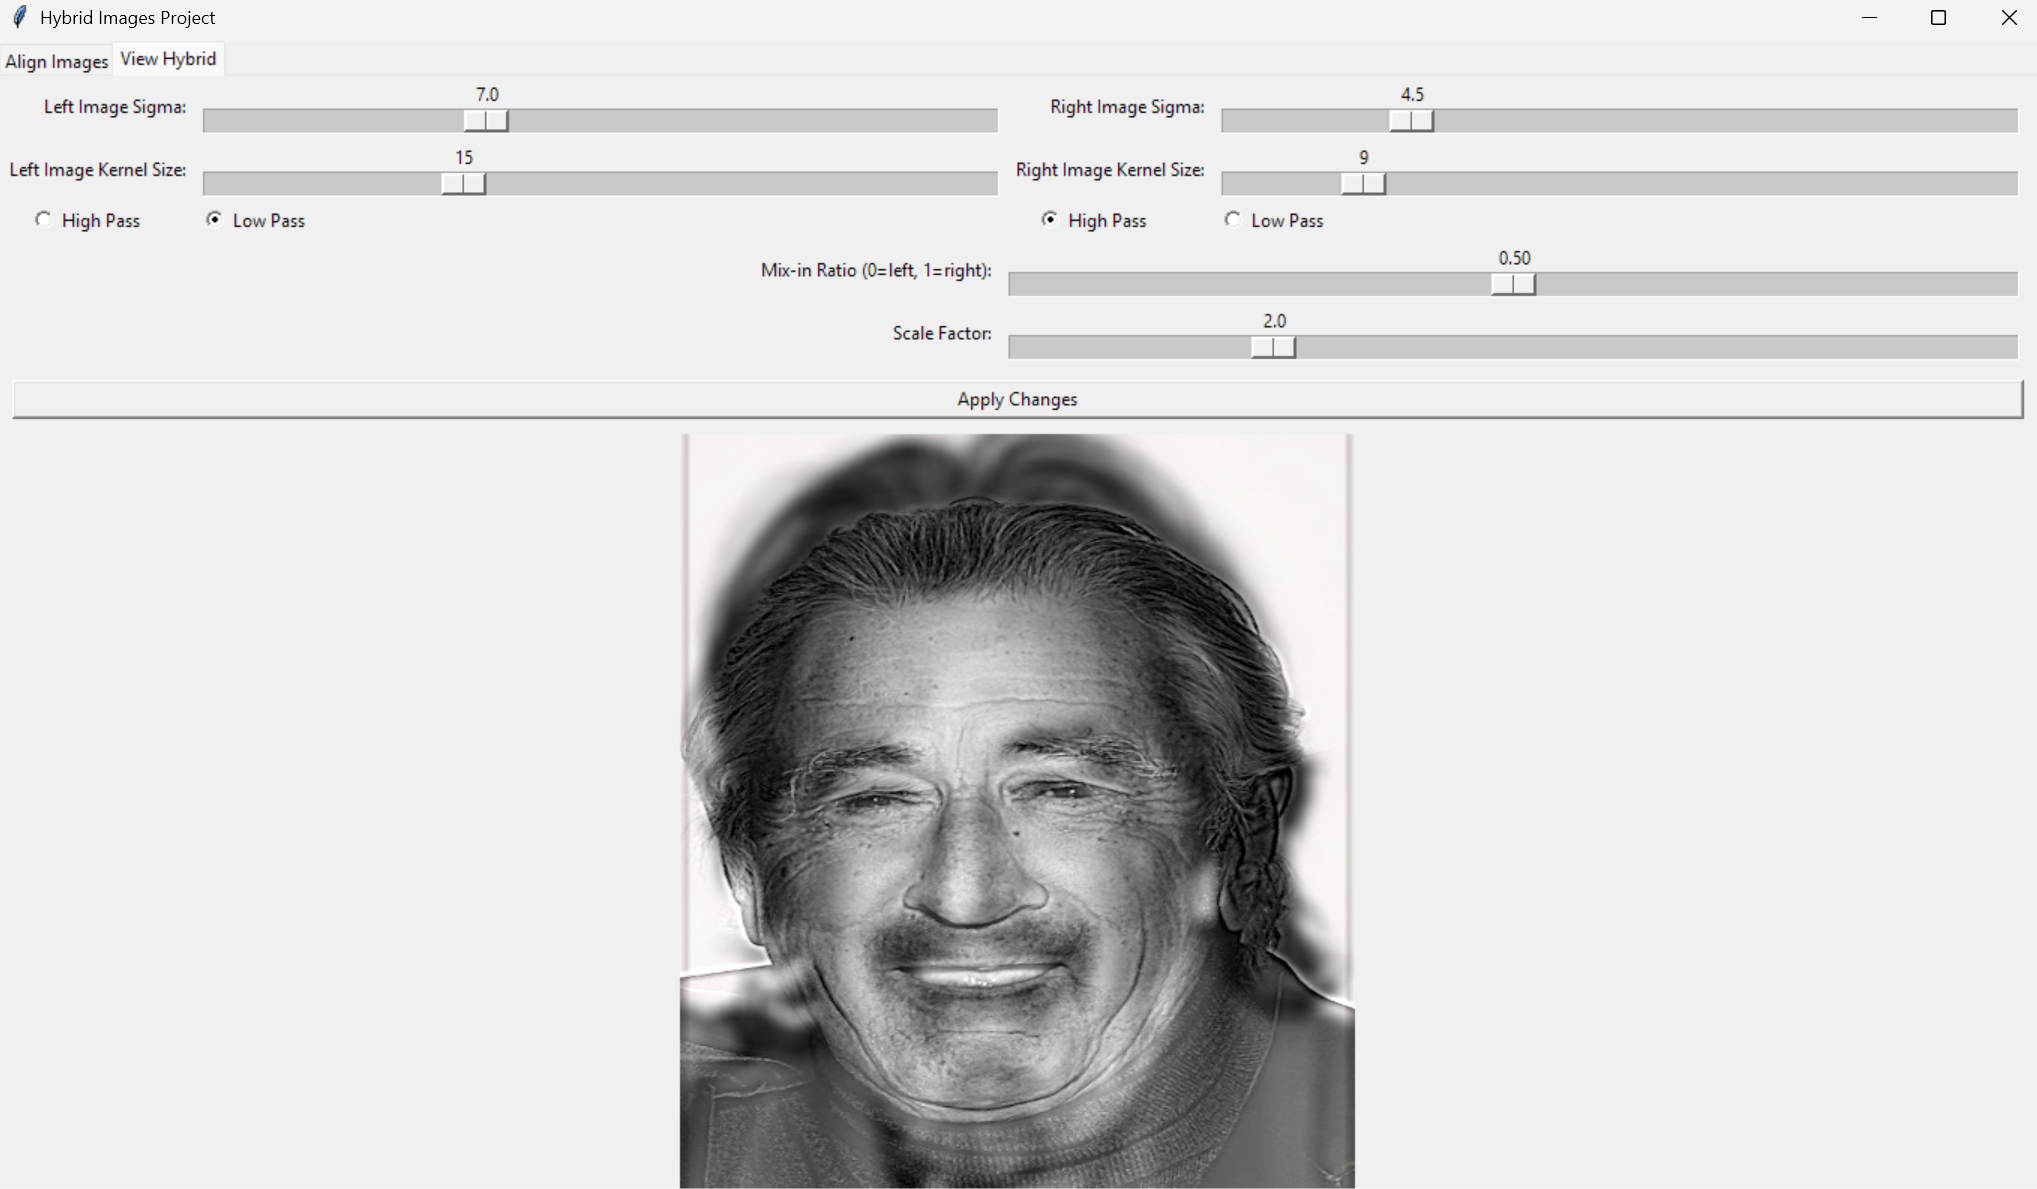 Hybrid Images Project
Align Images View Hybrid
7.0 4.5
Left Image Sigma: Right Image Sigma:
15 9
Left Image Kernel Size: Right Image Kernel Size:
High Pass Low Pass High Pass Low Pass
0.50
Mix-in Ratio (0=left, 1=right):
2.0
Scale Factor:
Apply Changes